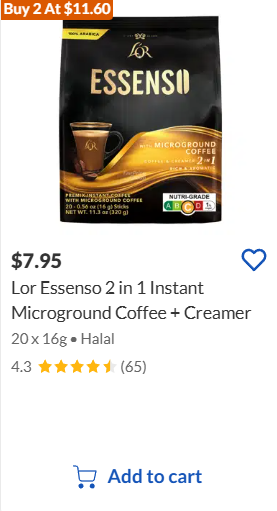 Buy 2 At $11.60
100% ARABICA
L'OR
ESSENSO
L'OR
WITH MICROGROUND
COFFEE
COFFEE & CREAMER 2 IN 1
RICH & AROMATIC
PREMIX INSTANT COFFEE
WITH MICROGROUND COFFEE
20 - 0.56 oz (16 g) Sticks
NET WT. 11.3 oz (320 g)
NUTRI-GRADE
A B C D
$7.95
Lor Essenso 2 in 1 Instant
Microground Coffee + Creamer
20 x 16g • Halal
4.3 (65)
Add to cart